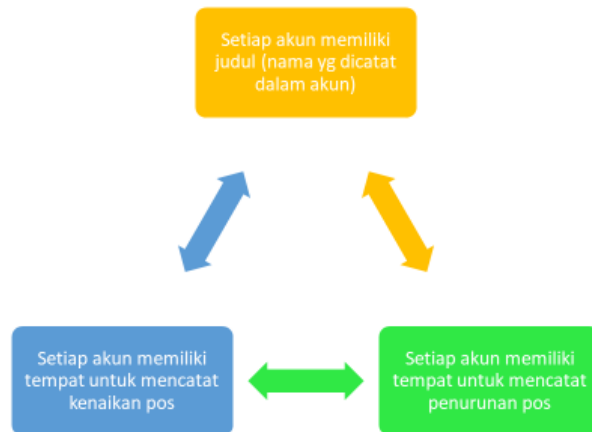 Setiap akun memiliki
judul (nama yg dicatat
dalam akun)
Setiap akun memiliki
tempat untuk mencatat
kenaikan pos
Setiap akun memiliki
tempat untuk mencatat
penurunan pos